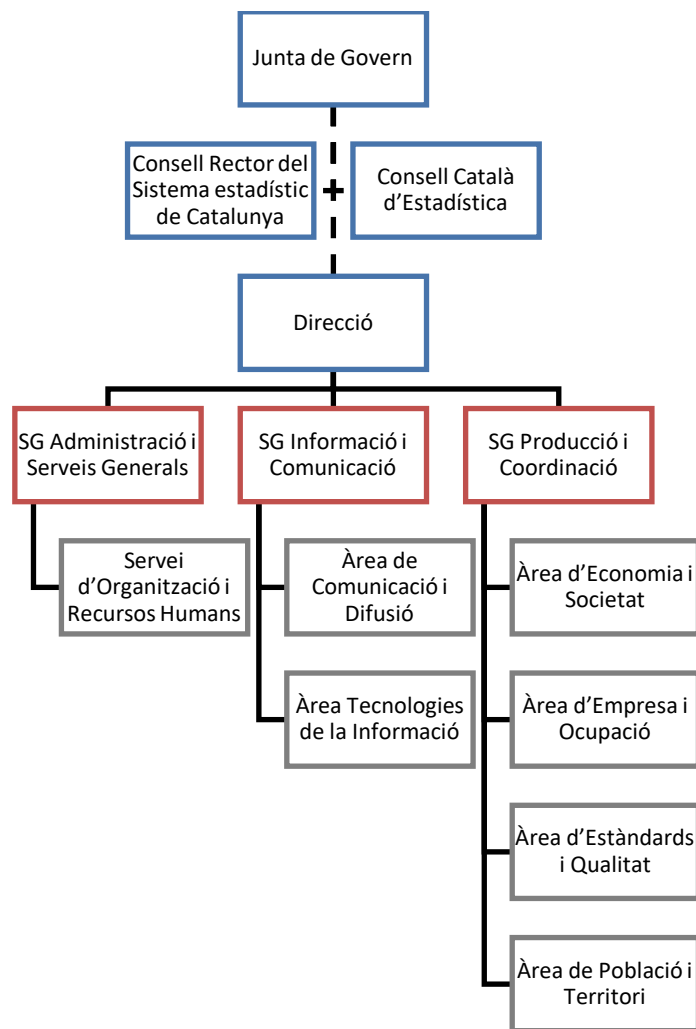 Junta de Govern
Consell Rector del
Sistema estadístic
de Catalunya
Consell Català
d’Estadística
Direcció
SG Administració i
Serveis Generals
SG Informació i
Comunicació
SG Producció i
Coordinació
Servei
d’Organització i
Recursos Humans
Àrea de
Comunicació i
Difusió
Àrea d’Economia i
Societat
Àrea Tecnologies
de la Informació
Àrea d’Empresa i
Ocupació
Àrea d’Estàndards
i Qualitat
Àrea de Població i
Territori